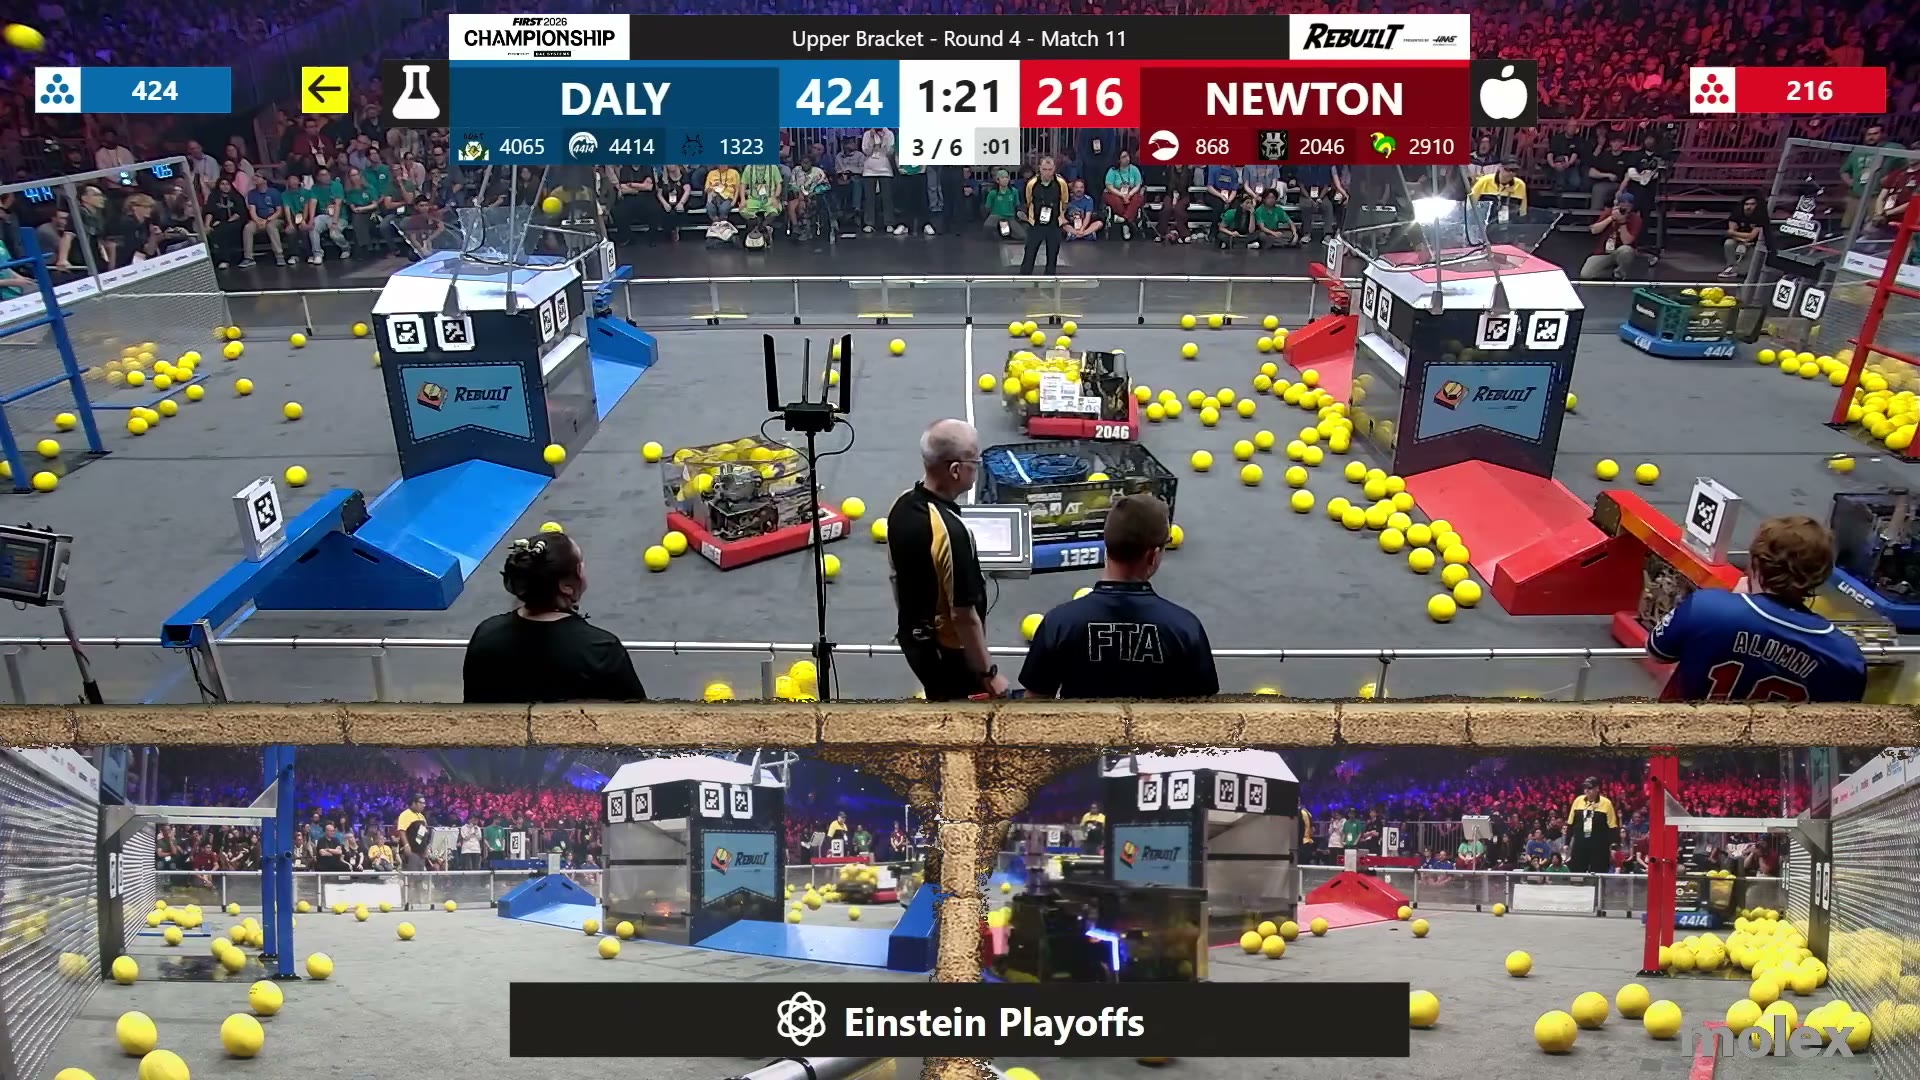 FIRST 2026
CHAMPIONSHIP
Upper Bracket - Round 4 - Match 11
REBUILT
424
DALY
424
1:21
216
NEWTON
216
4065
4414
1323
3 / 6
:01
868
2046
2910
REBUILT
REBUILT
4414
2046
1323
FTA
ALUMNI
REBUILT
REBUILT
4414
Einstein Playoffs
molex